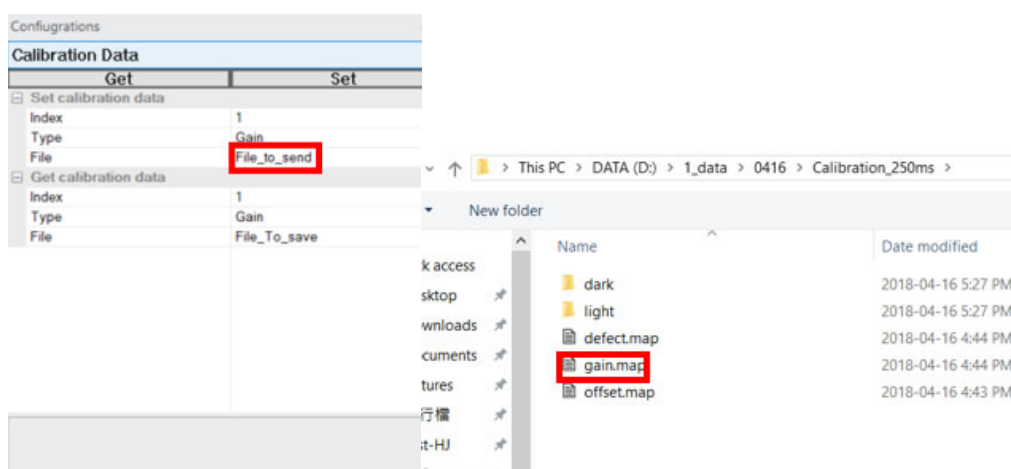 Confiugrations
Calibration Data
Get Set
Set calibration data
Index 1
Type Gain
File File_to_send
Get calibration data
Index 1
Type Gain
File File_To_save
This PC > DATA (D:) > 1_data > 0416 > Calibration_250ms >
New folder
Name Date modified
k access
sktop
wnloads
cuments
tures
行檔
st-HJ
dark 2018-04-16 5:27 PM
light 2018-04-16 5:27 PM
defect.map 2018-04-16 4:44 PM
gain.map 2018-04-16 4:44 PM
offset.map 2018-04-16 4:43 PM